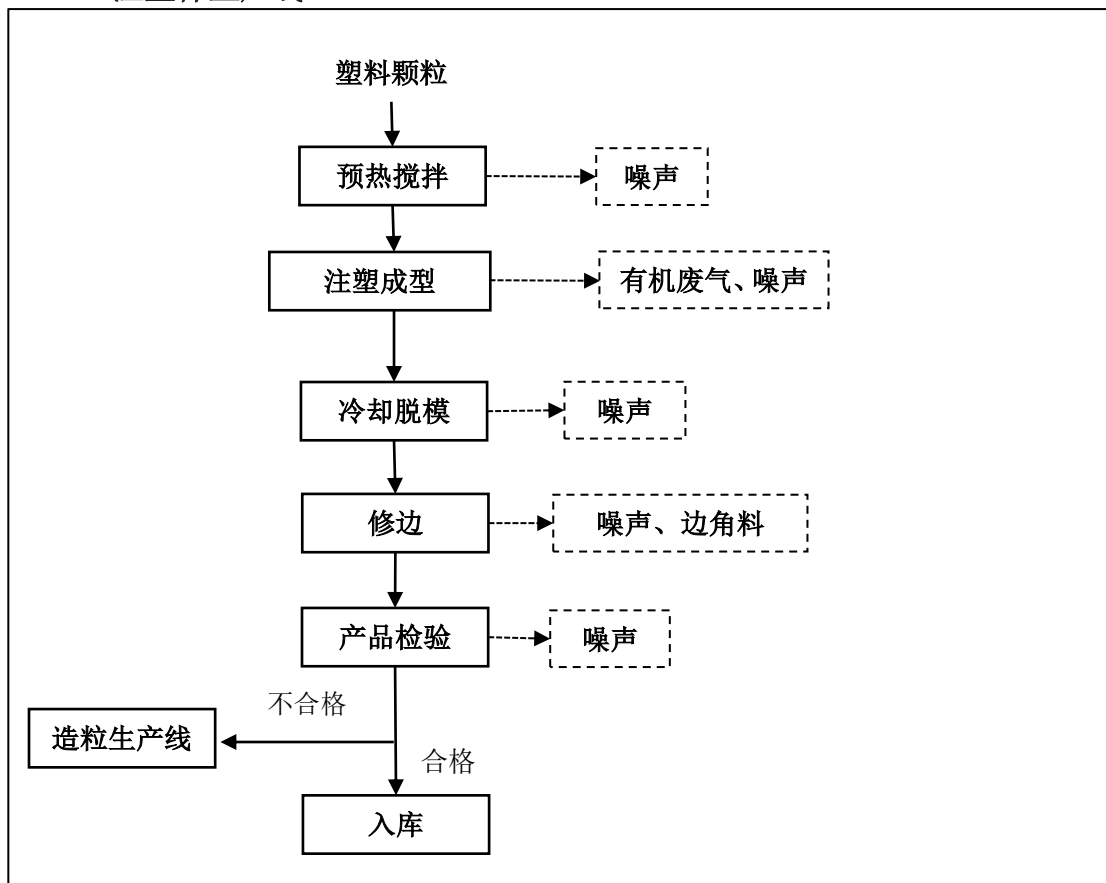 塑料颗粒
预热搅拌
噪声
注塑成型
有机废气、噪声
冷却脱模
噪声
修边
噪声、边角料
产品检验
噪声
不合格
造粒生产线
合格
入库